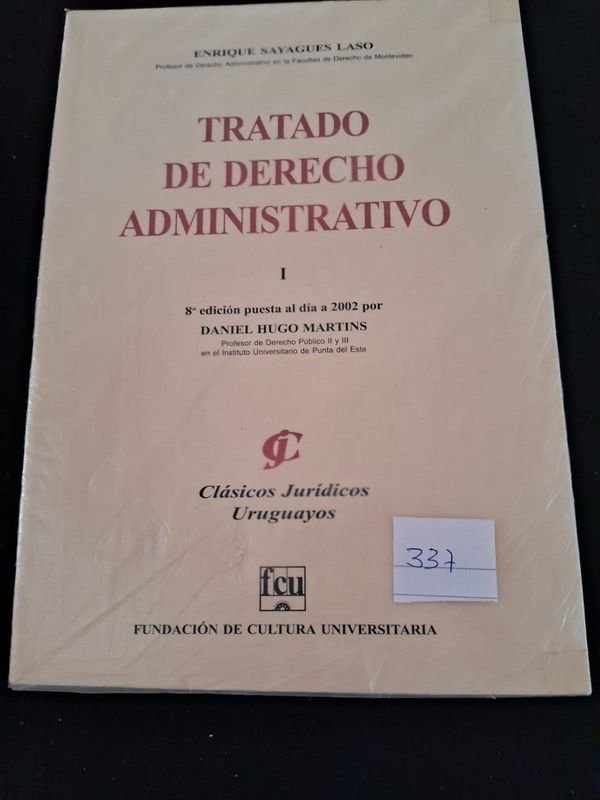 ENRIQUE SAYAGUES LASO
Profesor de Derecho Administrativo en la Facultad de Derecho de Montevideo
TRATADO
DE DERECHO
ADMINISTRATIVO
I
8ª edición puesta al día a 2002 por
DANIEL HUGO MARTINS
Profesor de Derecho Público II y III
en el Instituto Universitario de Punta del Este
CJ
Clásicos Jurídicos
Uruguayos
337
fcu
FUNDACIÓN DE CULTURA UNIVERSITARIA